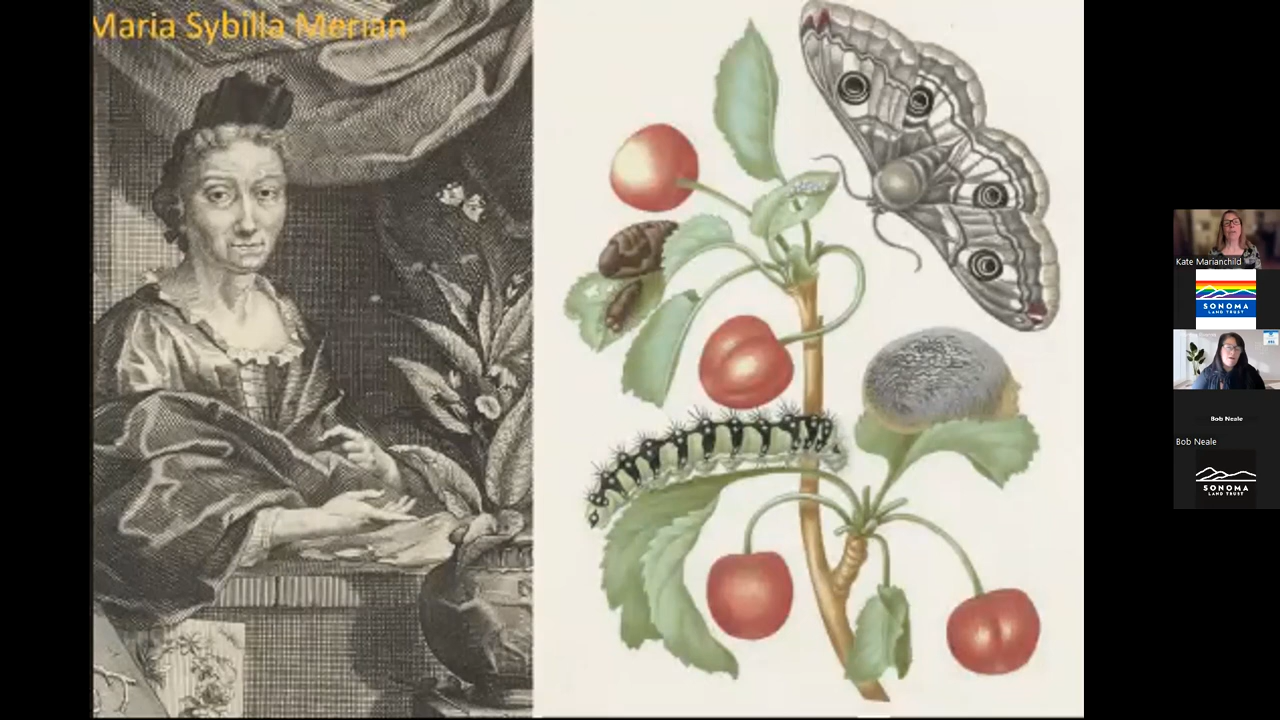 Maria Sybilla Merian
Kate Marianchild
SONOMA
LAND TRUST
Bob Neale
Bob Neale
SONOMA
LAND TRUST